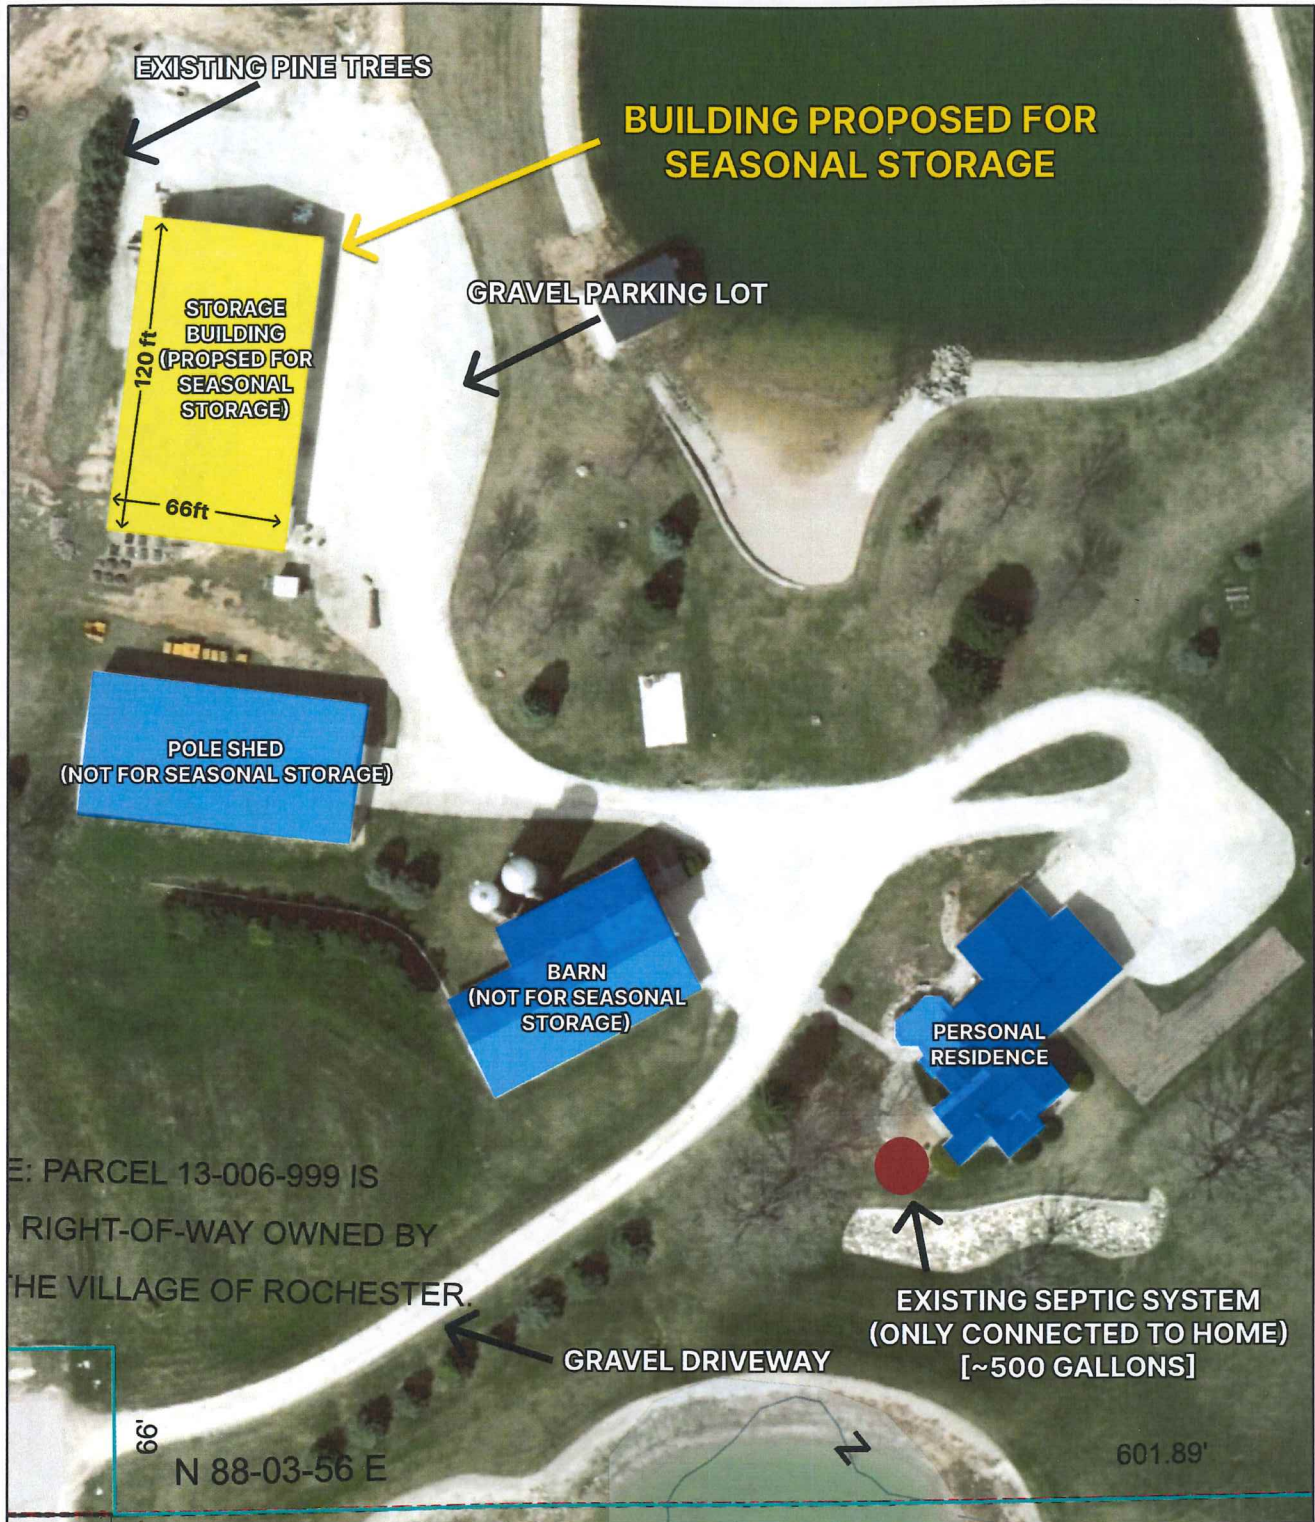 EXISTING PINE TREES
BUILDING PROPOSED FOR
SEASONAL STORAGE
GRAVEL PARKING LOT
STORAGE
BUILDING
(PROPSED FOR
SEASONAL
STORAGE)
120 ft
66ft
POLE SHED
(NOT FOR SEASONAL STORAGE)
BARN
(NOT FOR SEASONAL
STORAGE)
PERSONAL
RESIDENCE
E: PARCEL 13-006-999 IS
RIGHT-OF-WAY OWNED BY
THE VILLAGE OF ROCHESTER.
EXISTING SEPTIC SYSTEM
(ONLY CONNECTED TO HOME)
[~500 GALLONS]
GRAVEL DRIVEWAY
66'
N 88-03-56 E
601.89'